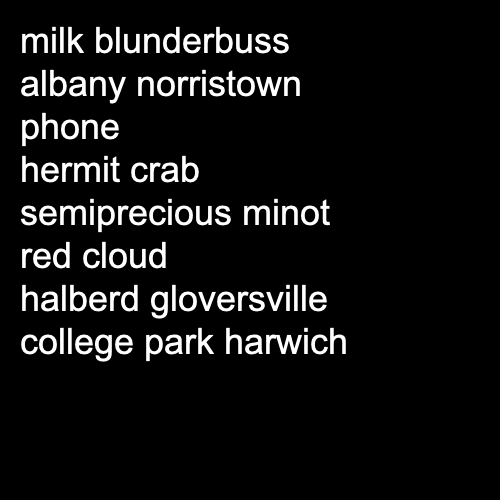 milk blunderbuss
albany norristown
phone
hermit crab
semiprecious minot
red cloud
halberd gloversville
college park harwich